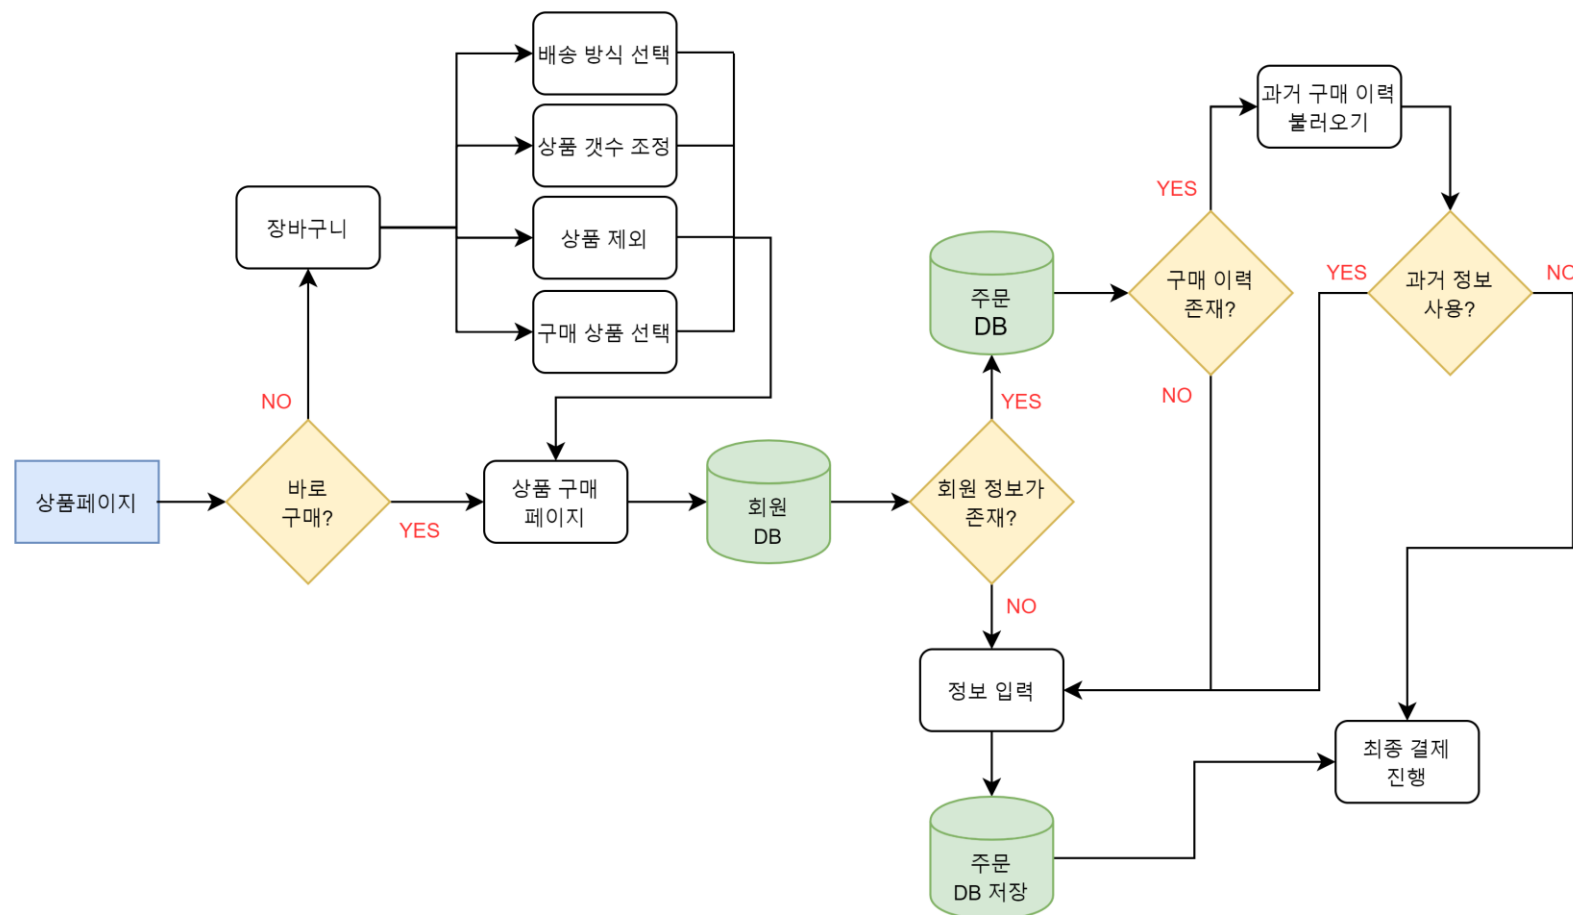 배송 방식 선택
상품 갯수 조정
장바구니
상품 제외
구매 상품 선택
NO
상품페이지
바로
구매?
YES
상품 구매
페이지
회원
DB
회원 정보가
존재?
YES
주문
DB
구매 이력
존재?
YES
과거 구매 이력
불러오기
YES
과거 정보
사용?
NO
NO
NO
정보 입력
주문
DB 저장
최종 결제
진행